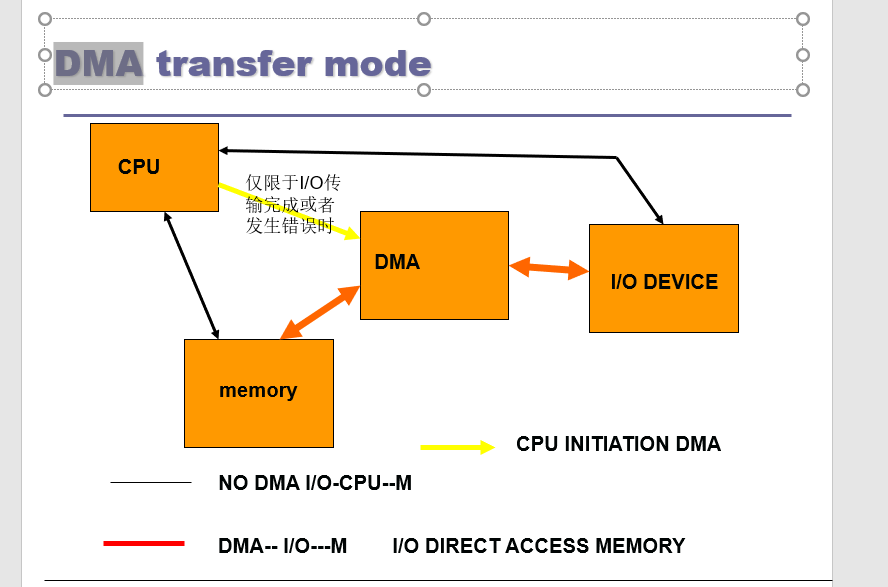 DMA transfer mode
CPU
仅限于I/O传
输完成或者
发生错误时
DMA
I/O DEVICE
memory
CPU INITIATION DMA
NO DMA I/O-CPU--M
DMA-- I/O---M I/O DIRECT ACCESS MEMORY